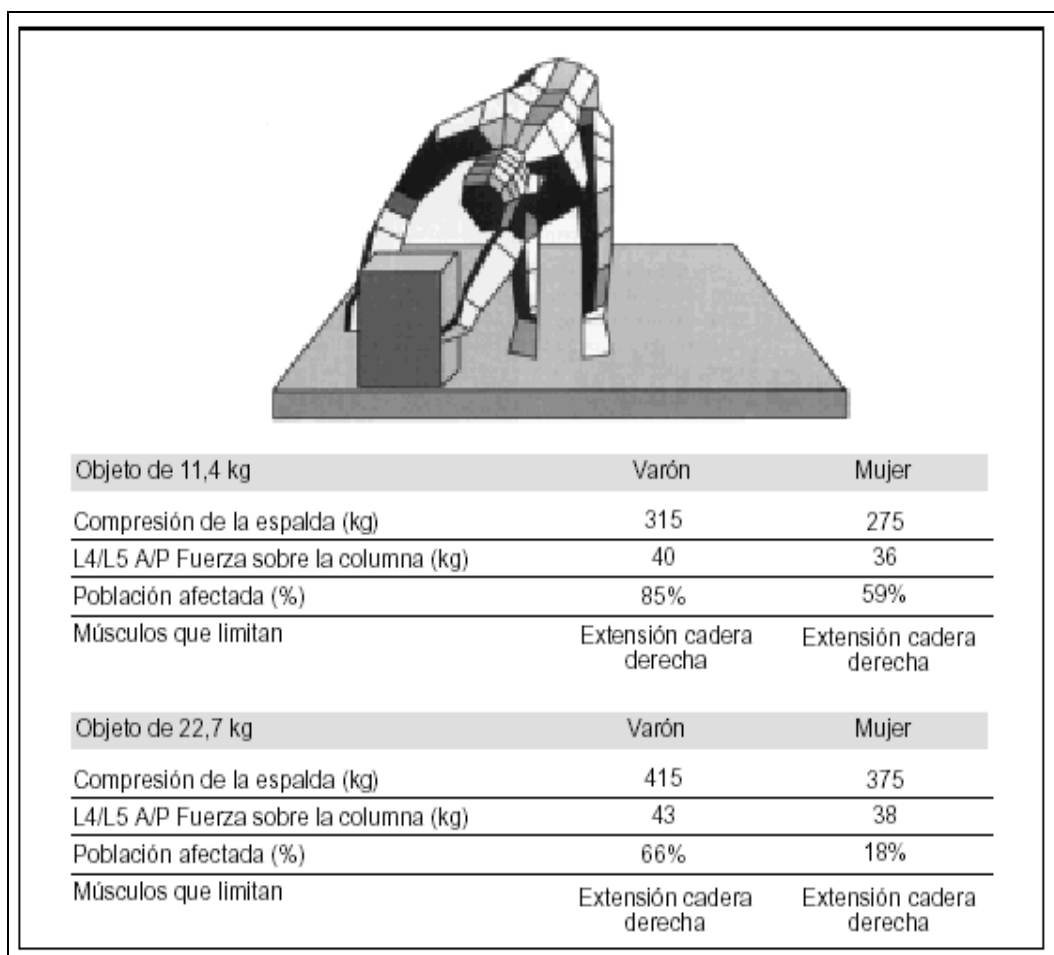 Objeto de 11,4 kg Varón Mujer
Compresión de la espalda (kg) 315 275
L4/L5 A/P Fuerza sobre la columna (kg) 40 36
Población afectada (%) 85% 59%
Músculos que limitan Extensión cadera derecha Extensión cadera derecha
Objeto de 22,7 kg Varón Mujer
Compresión de la espalda (kg) 415 375
L4/L5 A/P Fuerza sobre la columna (kg) 43 38
Población afectada (%) 66% 18%
Músculos que limitan Extensión cadera derecha Extensión cadera derecha